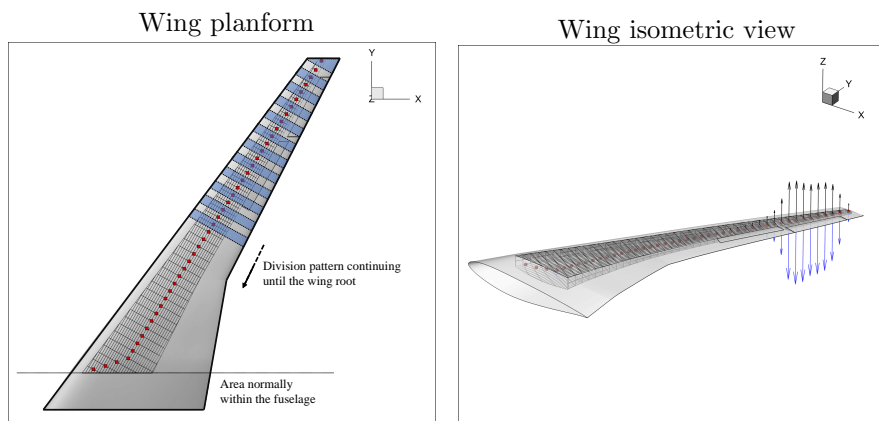 Wing planform
Y
Z
X
Division pattern continuing
until the wing root
Area normally
within the fuselage
Wing isometric view
Z
Y
X